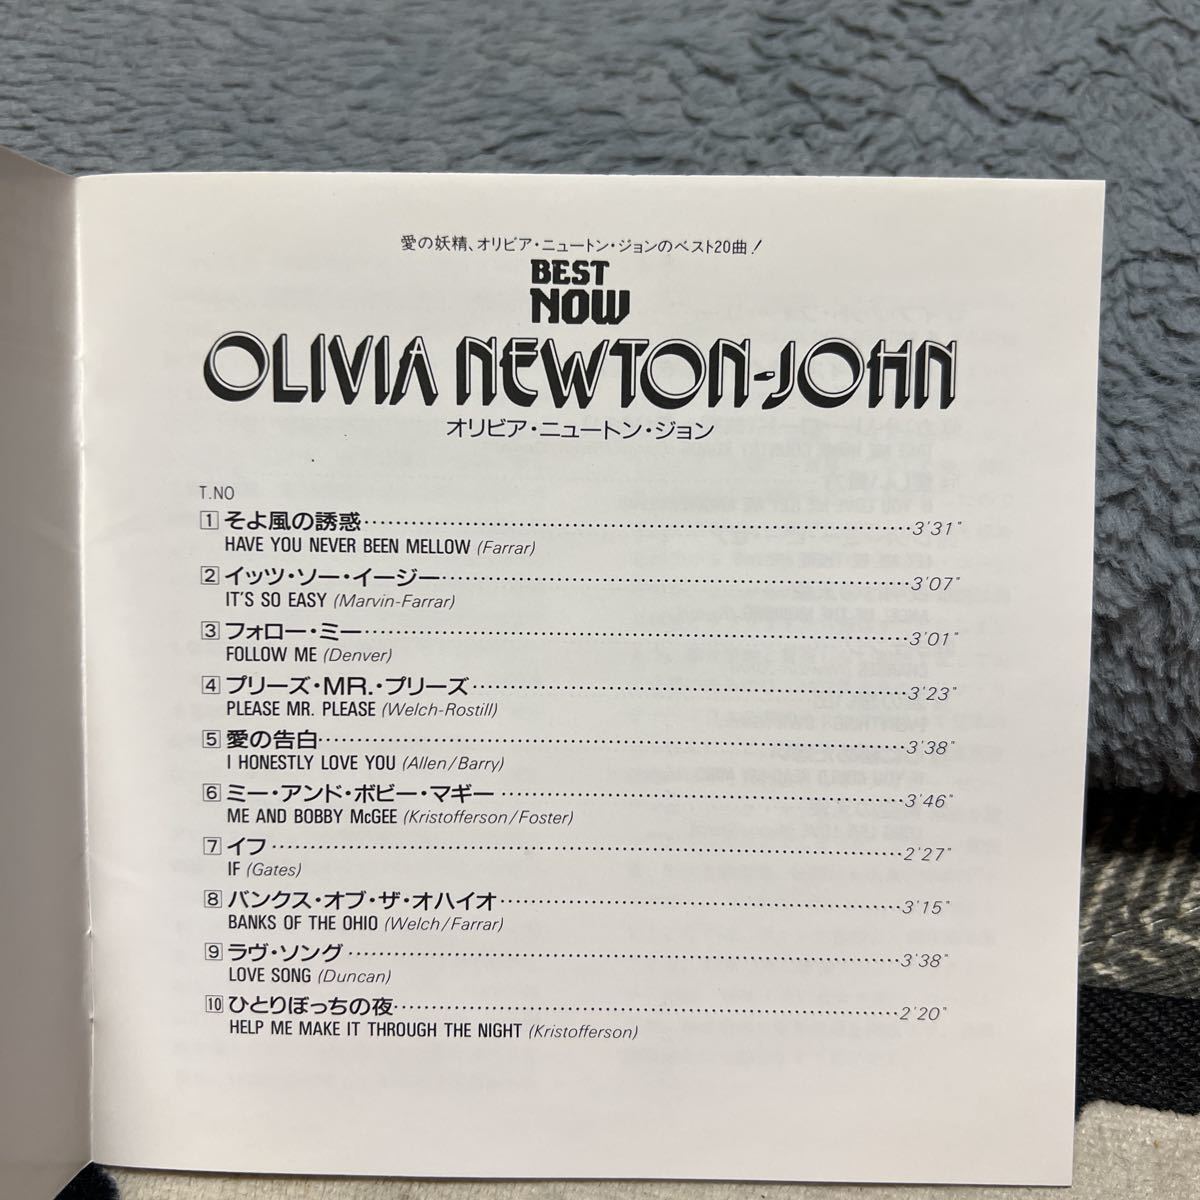 愛の妖精、オリビア・ニュートン・ジョンのベスト20曲!
BEST
NOW
OLIVIA NEWTON-JOHN
オリビア・ニュートン・ジョン
T.NO
1 そよ風の誘惑……3'31"
HAVE YOU NEVER BEEN MELLOW (Farrar)
2 イッツ・ソー・イージー……3'07"
IT'S SO EASY (Marvin-Farrar)
3 フォロー・ミー……3'01"
FOLLOW ME (Denver)
4 プリーズ・MR.・プリーズ……3'23"
PLEASE MR. PLEASE (Welch-Rostill)
5 愛の告白……3'38"
I HONESTLY LOVE YOU (Allen/Barry)
6 ミー・アンド・ボビー・マギー……3'46"
ME AND BOBBY McGEE (Kristofferson/Foster)
7 イフ……2'27"
IF (Gates)
8 バンクス・オブ・ザ・オハイオ……3'15"
BANKS OF THE OHIO (Welch/Farrar)
9 ラヴ・ソング……3'38"
LOVE SONG (Duncan)
10 ひとりぼっちの夜……2'20"
HELP ME MAKE IT THROUGH THE NIGHT (Kristofferson)